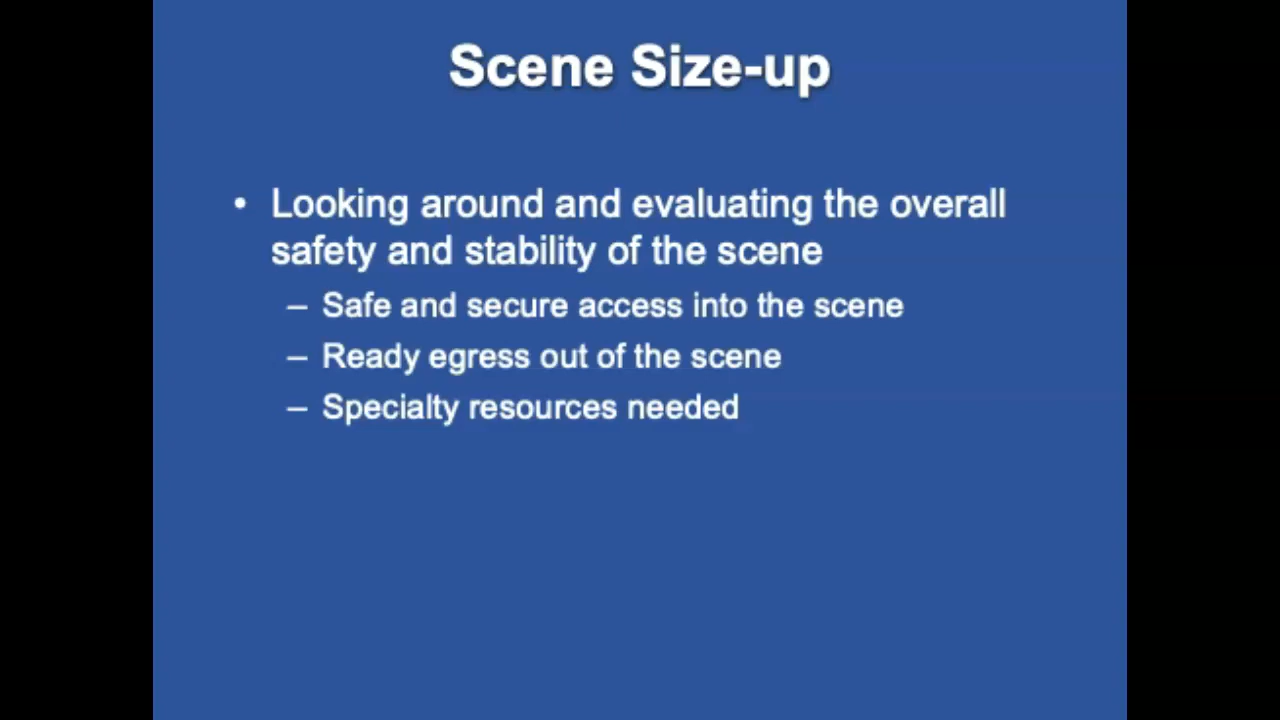 Scene Size-up
• Looking around and evaluating the overall
safety and stability of the scene
– Safe and secure access into the scene
– Ready egress out of the scene
– Specialty resources needed